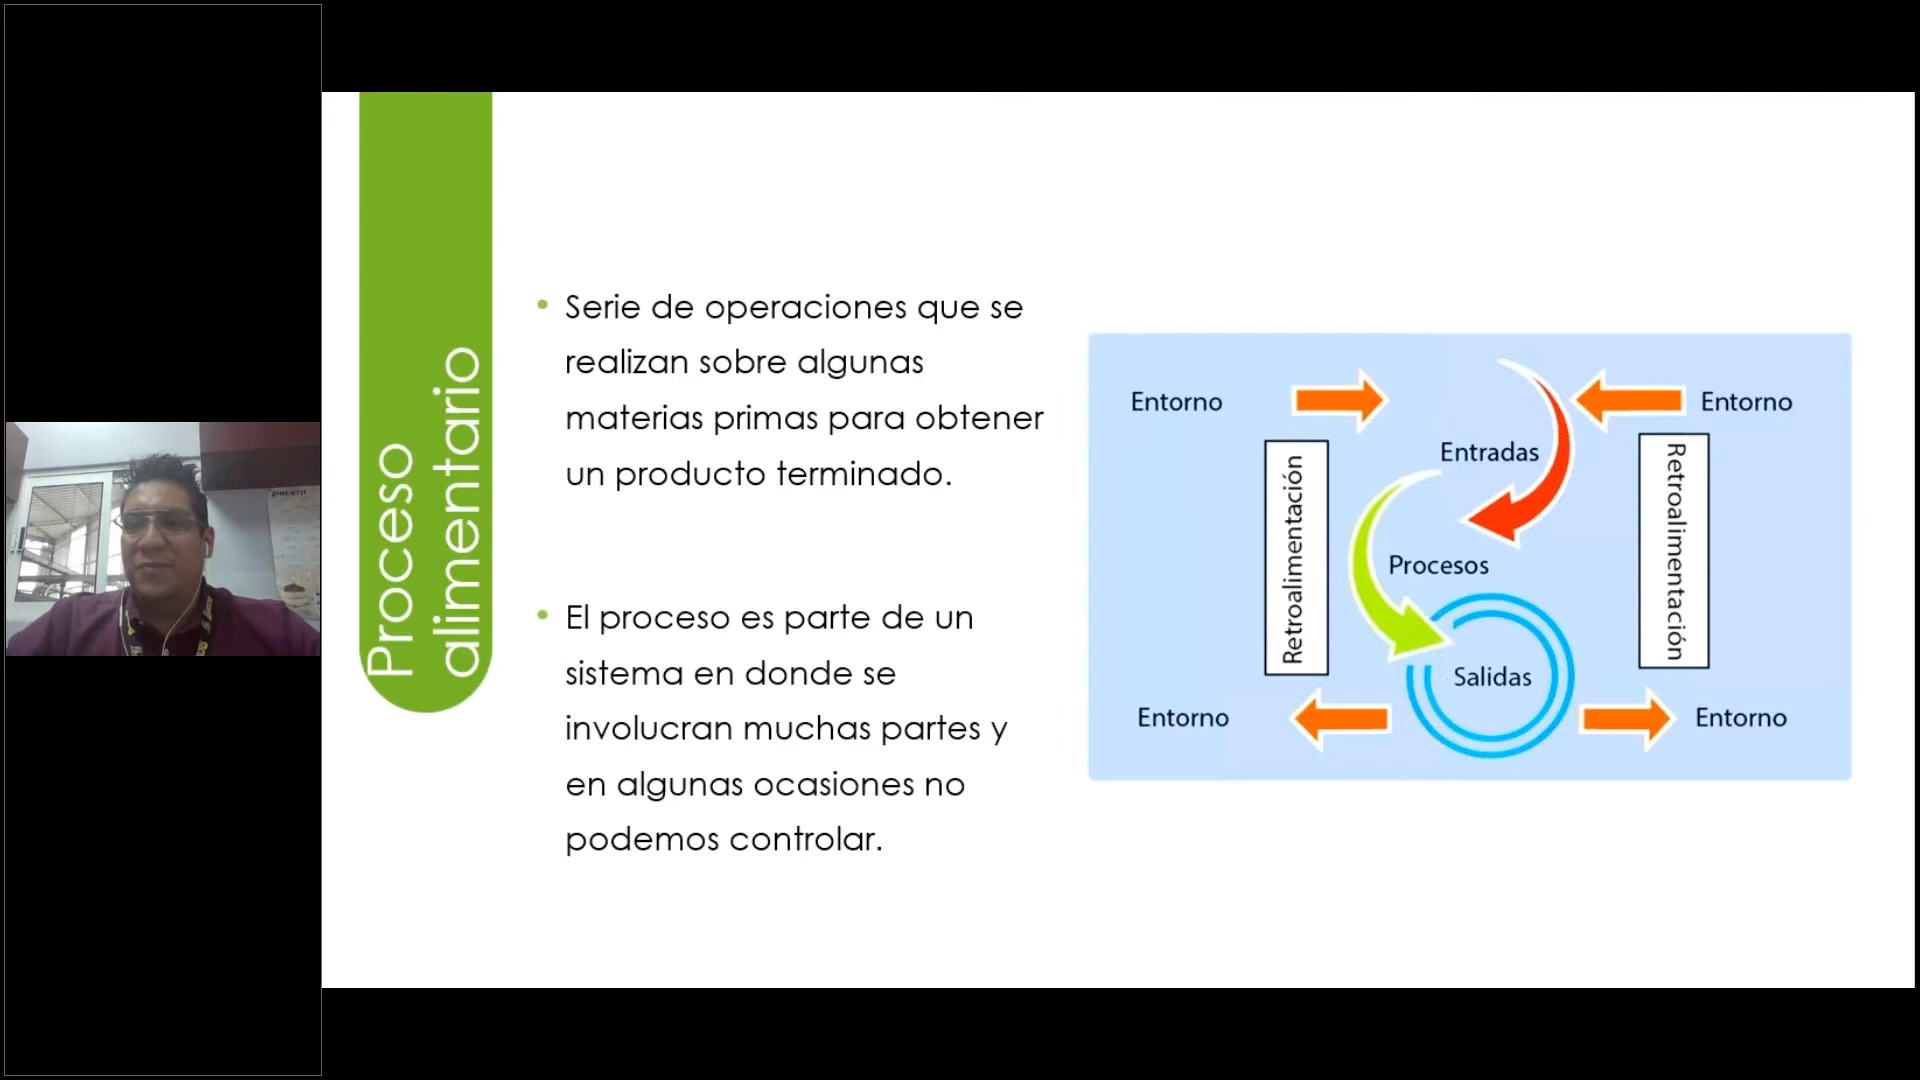 Proceso
alimentario
• Serie de operaciones que se
realizan sobre algunas
materias primas para obtener
un producto terminado.
• El proceso es parte de un
sistema en donde se
involucran muchas partes y
en algunas ocasiones no
podemos controlar.
Entorno
Entorno
Entradas
Retroalimentación
Retroalimentación
Procesos
Salidas
Entorno
Entorno